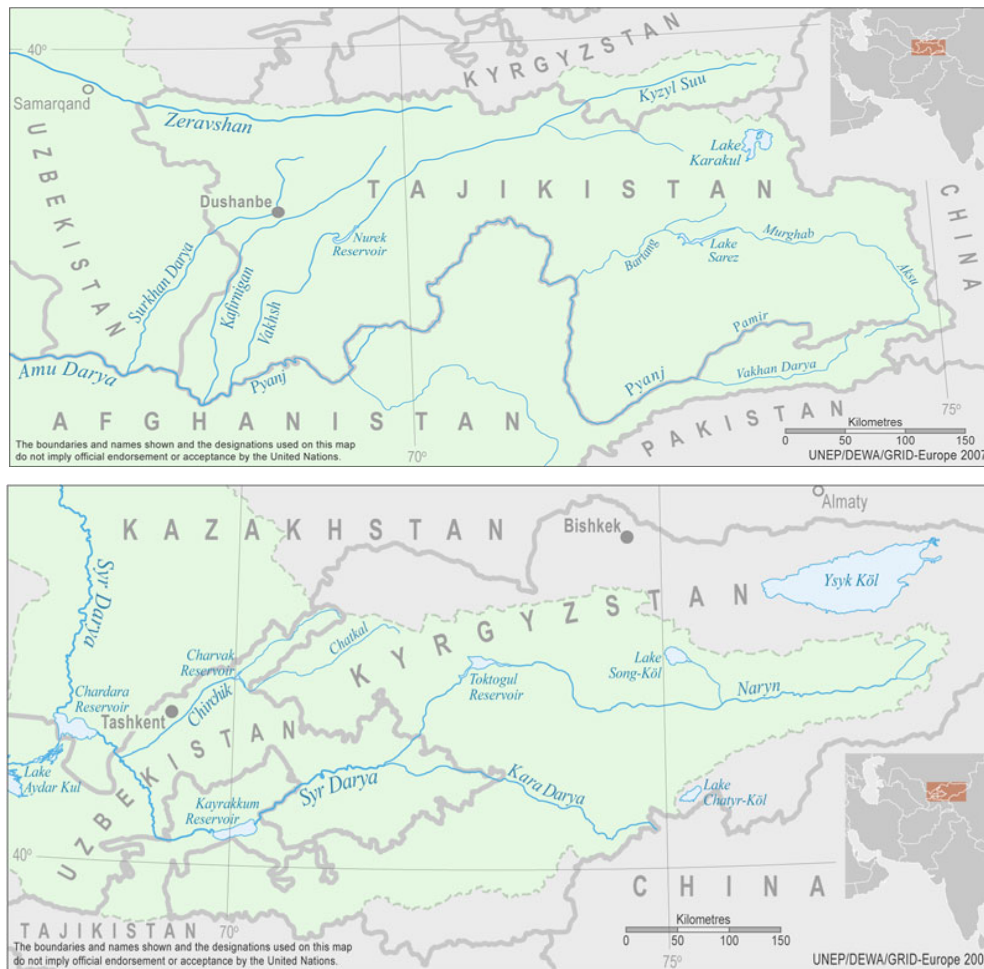 40°
KYRGYZSTAN
Samarqand
Kyzyl Suu
Zeravshan
Lake
Karakul
UZBEKISTAN
TAJIKISTAN
CHINA
Dushanbe
Nurek
Reservoir
Bartang
Lake
Sarez
Murghab
Aksu
Surkhan Darya
Kafirnigan
Vakhsh
Pamir
Amu Darya
Pyanj
Pyanj
Vakhan Darya
AFGHANISTAN
PAKISTAN
75°
The boundaries and names shown and the designations used on this map
do not imply official endorsement or acceptance by the United Nations.
70°
Kilometres
0 50 100 150
UNEP/DEWA/GRID-Europe 2007
KAZAKHSTAN
Almaty
Bishkek
Syr Darya
Ysyk Köl
KYRGYZSTAN
Chatkal
Charvak
Reservoir
Lake
Song-Köl
Toktogul
Reservoir
Naryn
Chardara
Reservoir
Tashkent
Chirchik
UZBEKISTAN
Lake
Aydar Kul
Syr Darya
Kara Darya
Kayrakkum
Reservoir
Lake
Chatyr-Köl
40°
CHINA
TAJIKISTAN
70°
The boundaries and names shown and the designations used on this map
do not imply official endorsement or acceptance by the United Nations.
Kilometres
0 50 100 150
75°
UNEP/DEWA/GRID-Europe 200